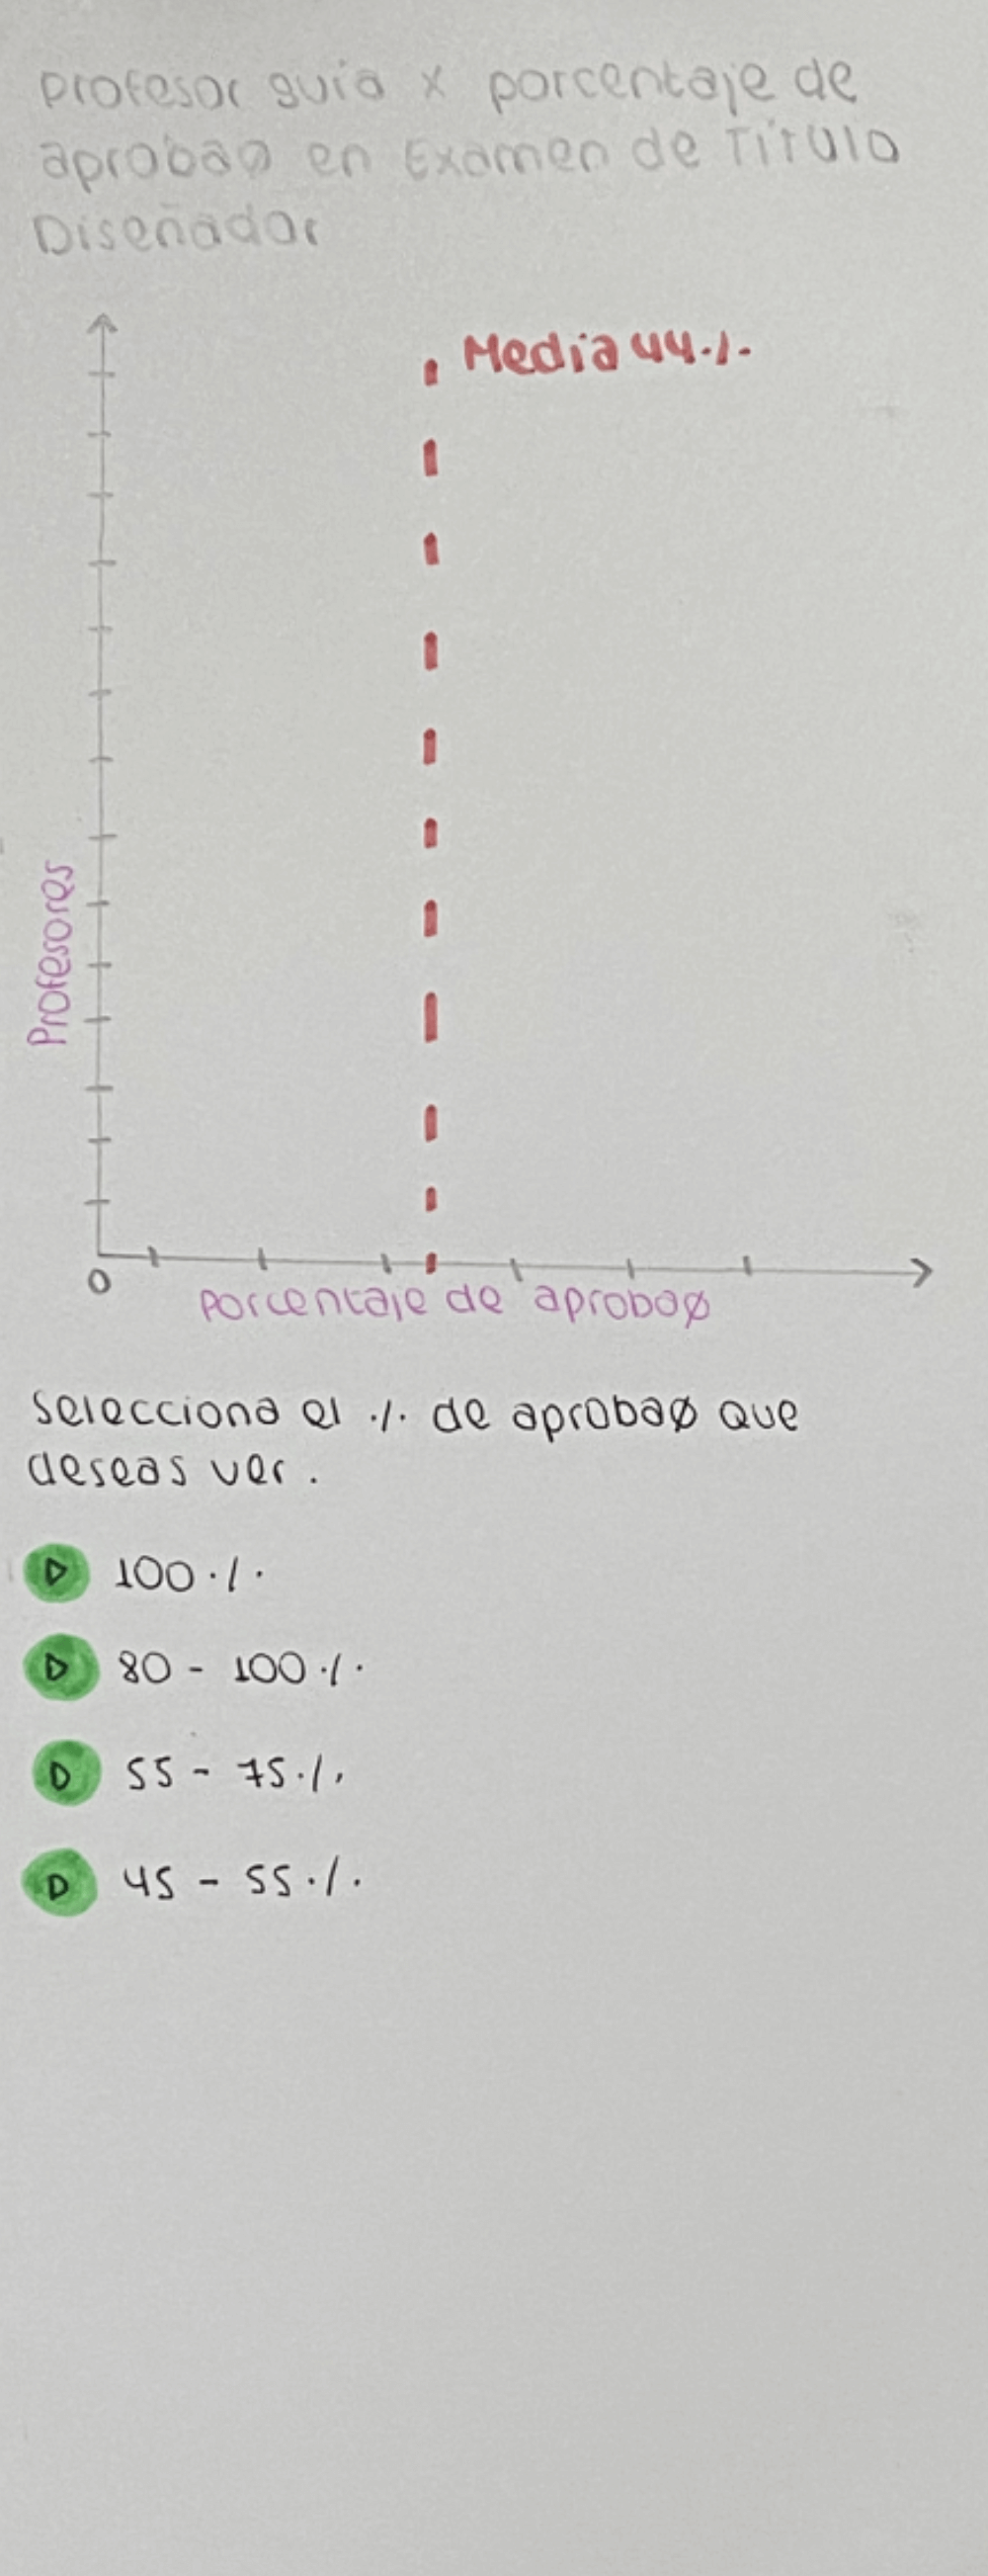 Profesor guía x porcentaje de
aprobaø en Examen de Título
Diseñador
Media 44·/·
Profesores
0
Porcentaje de aprobaø
Selecciona el ·/· de aprobaø que
deseas ver.
D 100·/·
D 80 - 100·/·
D 55 - 75·/·
D 45 - 55·/·